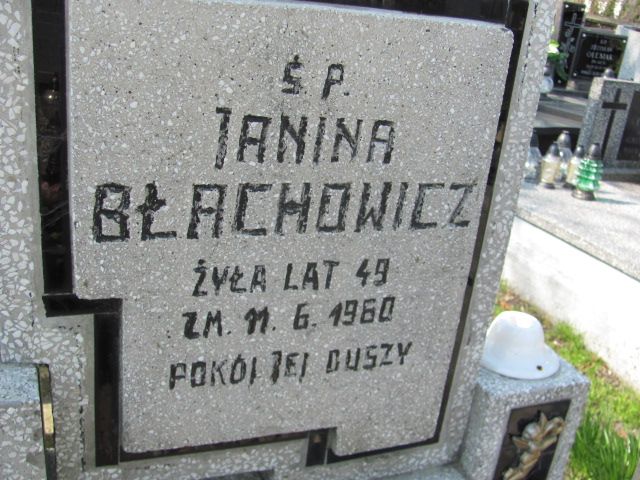 Ś P.
JANINA
BŁACHOWICZ
ŻYŁA LAT 49
ZM. 11. 6. 1960
POKÓJ JEJ DUSZY